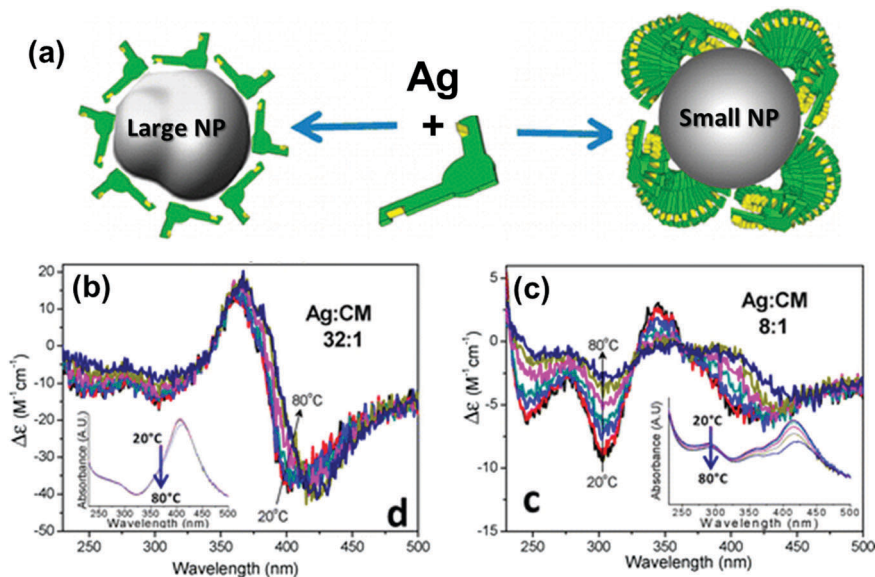 (a)
Large NP
Ag
+
Small NP
(b)
Ag:CM
32:1
Δε (M⁻¹cm⁻¹)
20
10
0
-10
-20
-30
-40
-50
80°C
20°C
d
250 300 350 400 450 500
Wavelength (nm)
Absorbance (A.U)
20°C
80°C
250 300 350 400 450 500
Wavelength (nm)
(c)
Ag:CM
8:1
Δε (M⁻¹cm⁻¹)
5
0
-5
-10
-15
80°C
20°C
c
250 300 350 400 450 500
Wavelength (nm)
Absorbance (A.U)
20°C
80°C
250 300 350 400 450 500
Wavelength (nm)